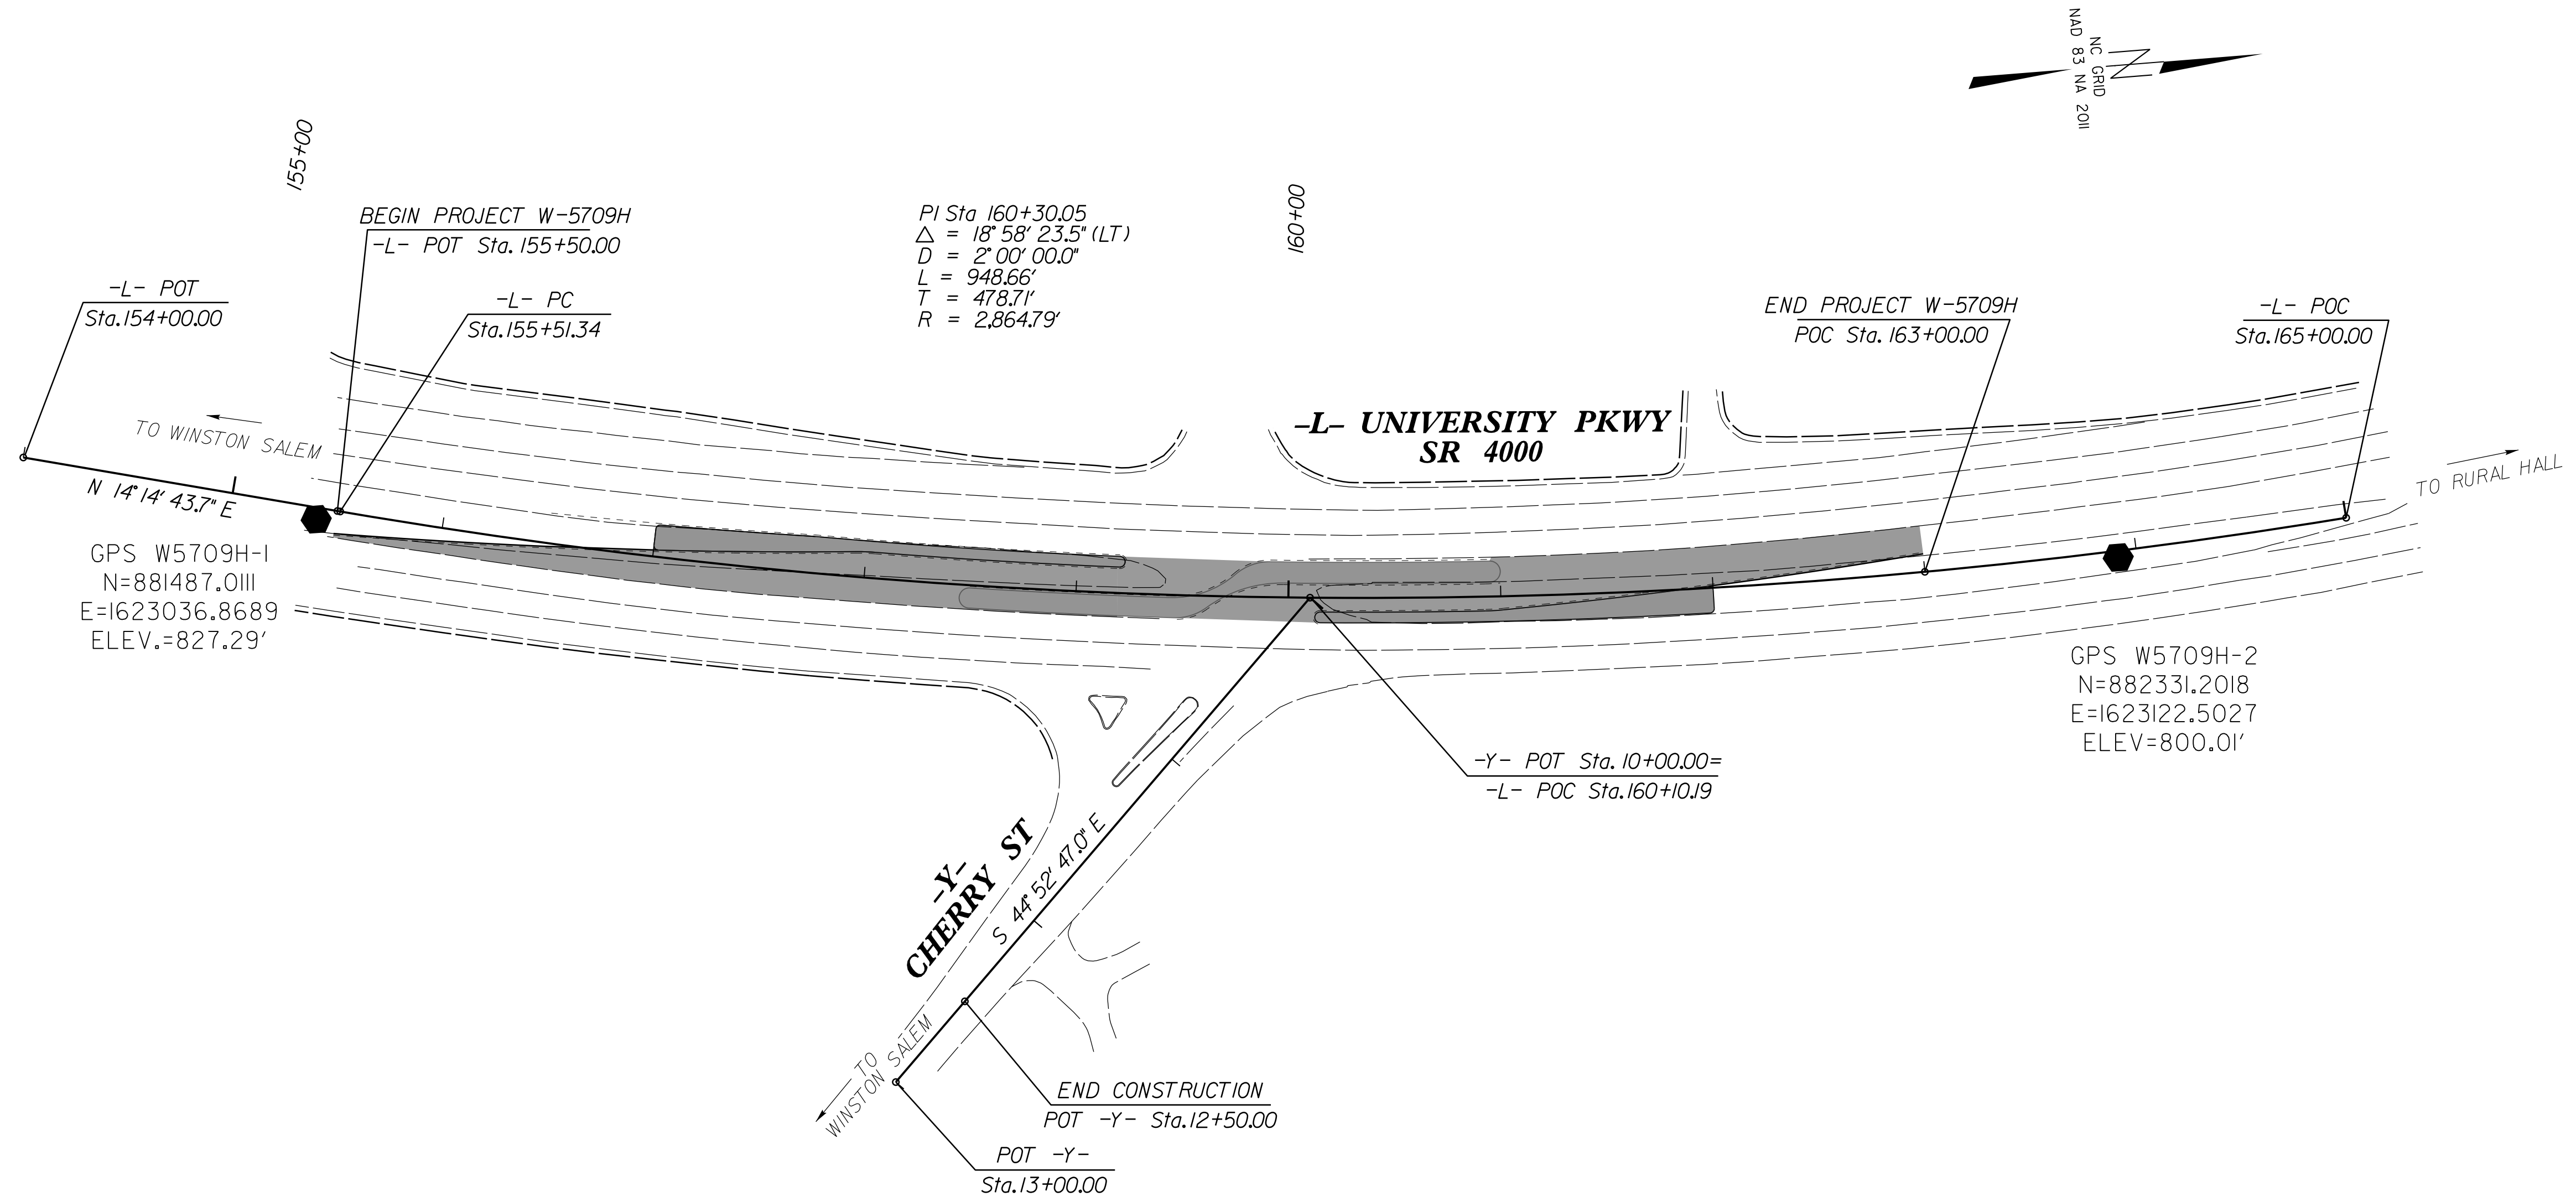 NC GRID
NAD 83 NA 2011
155+00
160+00
BEGIN PROJECT W-5709H
-L- POT Sta. 155+50.00
-L- POT
Sta. 154+00.00
-L- PC
Sta. 155+51.34
PI Sta 160+30.05
△ = 18° 58' 23.5" (LT)
D = 2° 00' 00.0"
L = 948.66'
T = 478.71'
R = 2,864.79'
END PROJECT W-5709H
POC Sta. 163+00.00
-L- POC
Sta. 165+00.00
-L- UNIVERSITY PKWY
SR 4000
TO WINSTON SALEM
TO RURAL HALL
N 14° 14' 43.7" E
GPS W5709H-1
N=881487.0111
E=1623036.8689
ELEV.=827.29'
GPS W5709H-2
N=882331.2018
E=1623122.5027
ELEV=800.01'
-Y- POT Sta. 10+00.00=
-L- POC Sta. 160+10.19
-Y-
CHERRY ST
S 44° 52' 47.0" E
TO
WINSTON SALEM
END CONSTRUCTION
POT -Y- Sta. 12+50.00
POT -Y-
Sta. 13+00.00